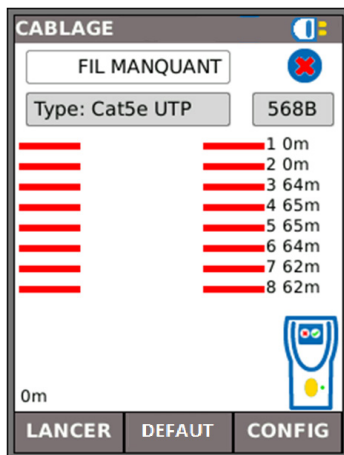 CABLAGE
FIL MANQUANT
Type: Cat5e UTP 568B
1 0m
2 0m
3 64m
4 65m
5 65m
6 64m
7 62m
8 62m
0m
LANCER DEFAUT CONFIG